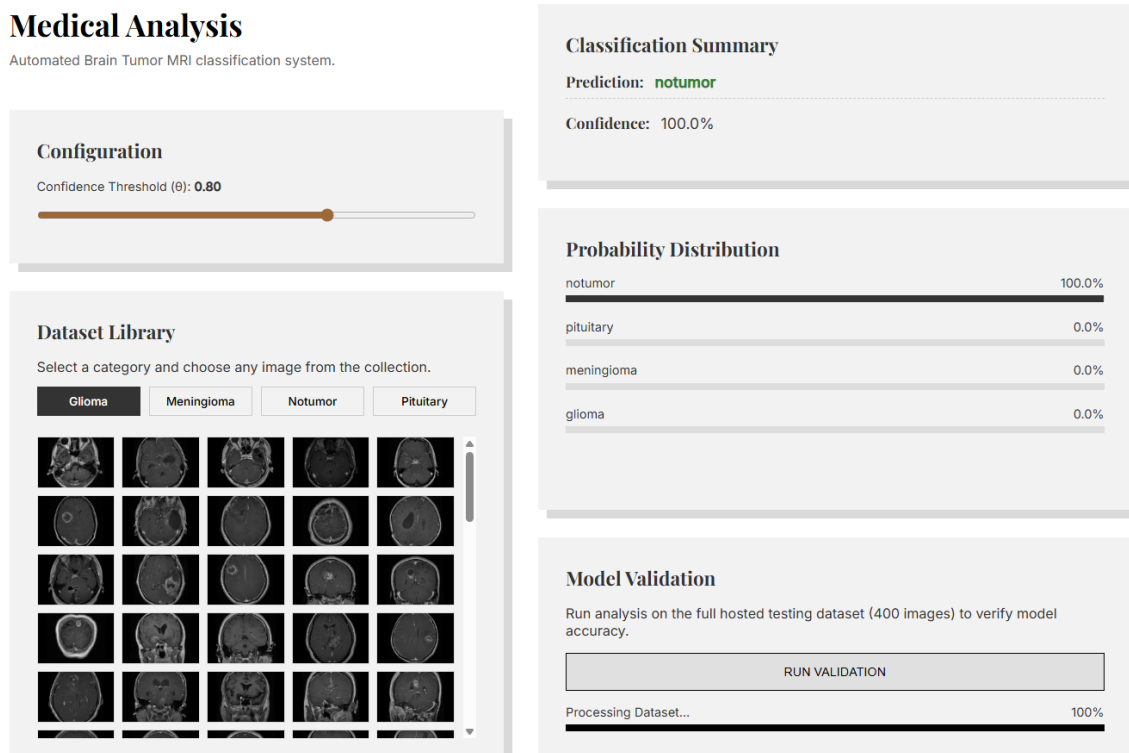 Medical Analysis
Automated Brain Tumor MRI classification system.
Configuration
Confidence Threshold (θ): 0.80
Dataset Library
Select a category and choose any image from the collection.
Glioma
Meningioma
Notumor
Pituitary
Classification Summary
Prediction: notumor
Confidence: 100.0%
Probability Distribution
notumor 100.0%
pituitary 0.0%
meningioma 0.0%
glioma 0.0%
Model Validation
Run analysis on the full hosted testing dataset (400 images) to verify model
accuracy.
RUN VALIDATION
Processing Dataset... 100%